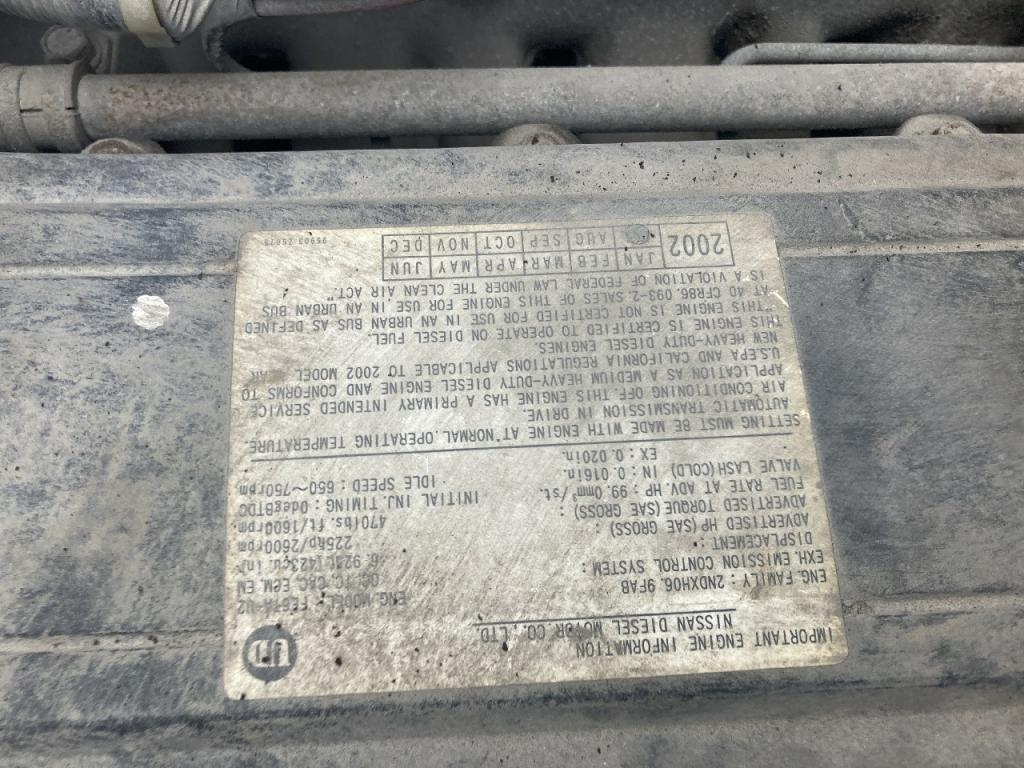 IMPORTANT ENGINE INFORMATION
NISSAN DIESEL MOTOR CO., LTD.
UD
ENG. FAMILY : 2NDXH06.9FAB ENG. MODEL : FE6TA-U2
EXH. EMISSION CONTROL SYSTEM : OC, TC, CAC, ECM, EM
DISPLACEMENT : 6.923L (423cu. in)
ADVERTISED HP (SAE GROSS) : 225hp/2600rpm
ADVERTISED TORQUE (SAE GROSS) : 470lbs. ft/1600rpm
FUEL RATE AT ADV. HP : 99.0mm³/st. INITIAL INJ. TIMING : 0degBTDC
VALVE LASH (COLD) IN : 0.016in. IDLE SPEED : 650~750rpm
EX : 0.020in.
SETTING MUST BE MADE WITH ENGINE AT NORMAL OPERATING TEMPERATURE.
AUTOMATIC TRANSMISSION IN DRIVE.
AIR CONDITIONING OFF. THIS ENGINE HAS A PRIMARY INTENDED SERVICE
APPLICATION AS A MEDIUM HEAVY-DUTY DIESEL ENGINE AND CONFORMS TO
U.S.EPA AND CALIFORNIA REGULATIONS APPLICABLE TO 2002 MODEL YEAR
NEW HEAVY-DUTY DIESEL ENGINES.
THIS ENGINE IS CERTIFIED TO OPERATE ON DIESEL FUEL.
"THIS ENGINE IS NOT CERTIFIED FOR USE IN AN URBAN BUS AS DEFINED
AT 40 CFR86. 093-2. SALES OF THIS ENGINE FOR USE IN AN URBAN BUS
IS A VIOLATION OF FEDERAL LAW UNDER THE CLEAN AIR ACT."
2002 JAN FEB MAR APR MAY JUN
AUG SEP OCT NOV DEC